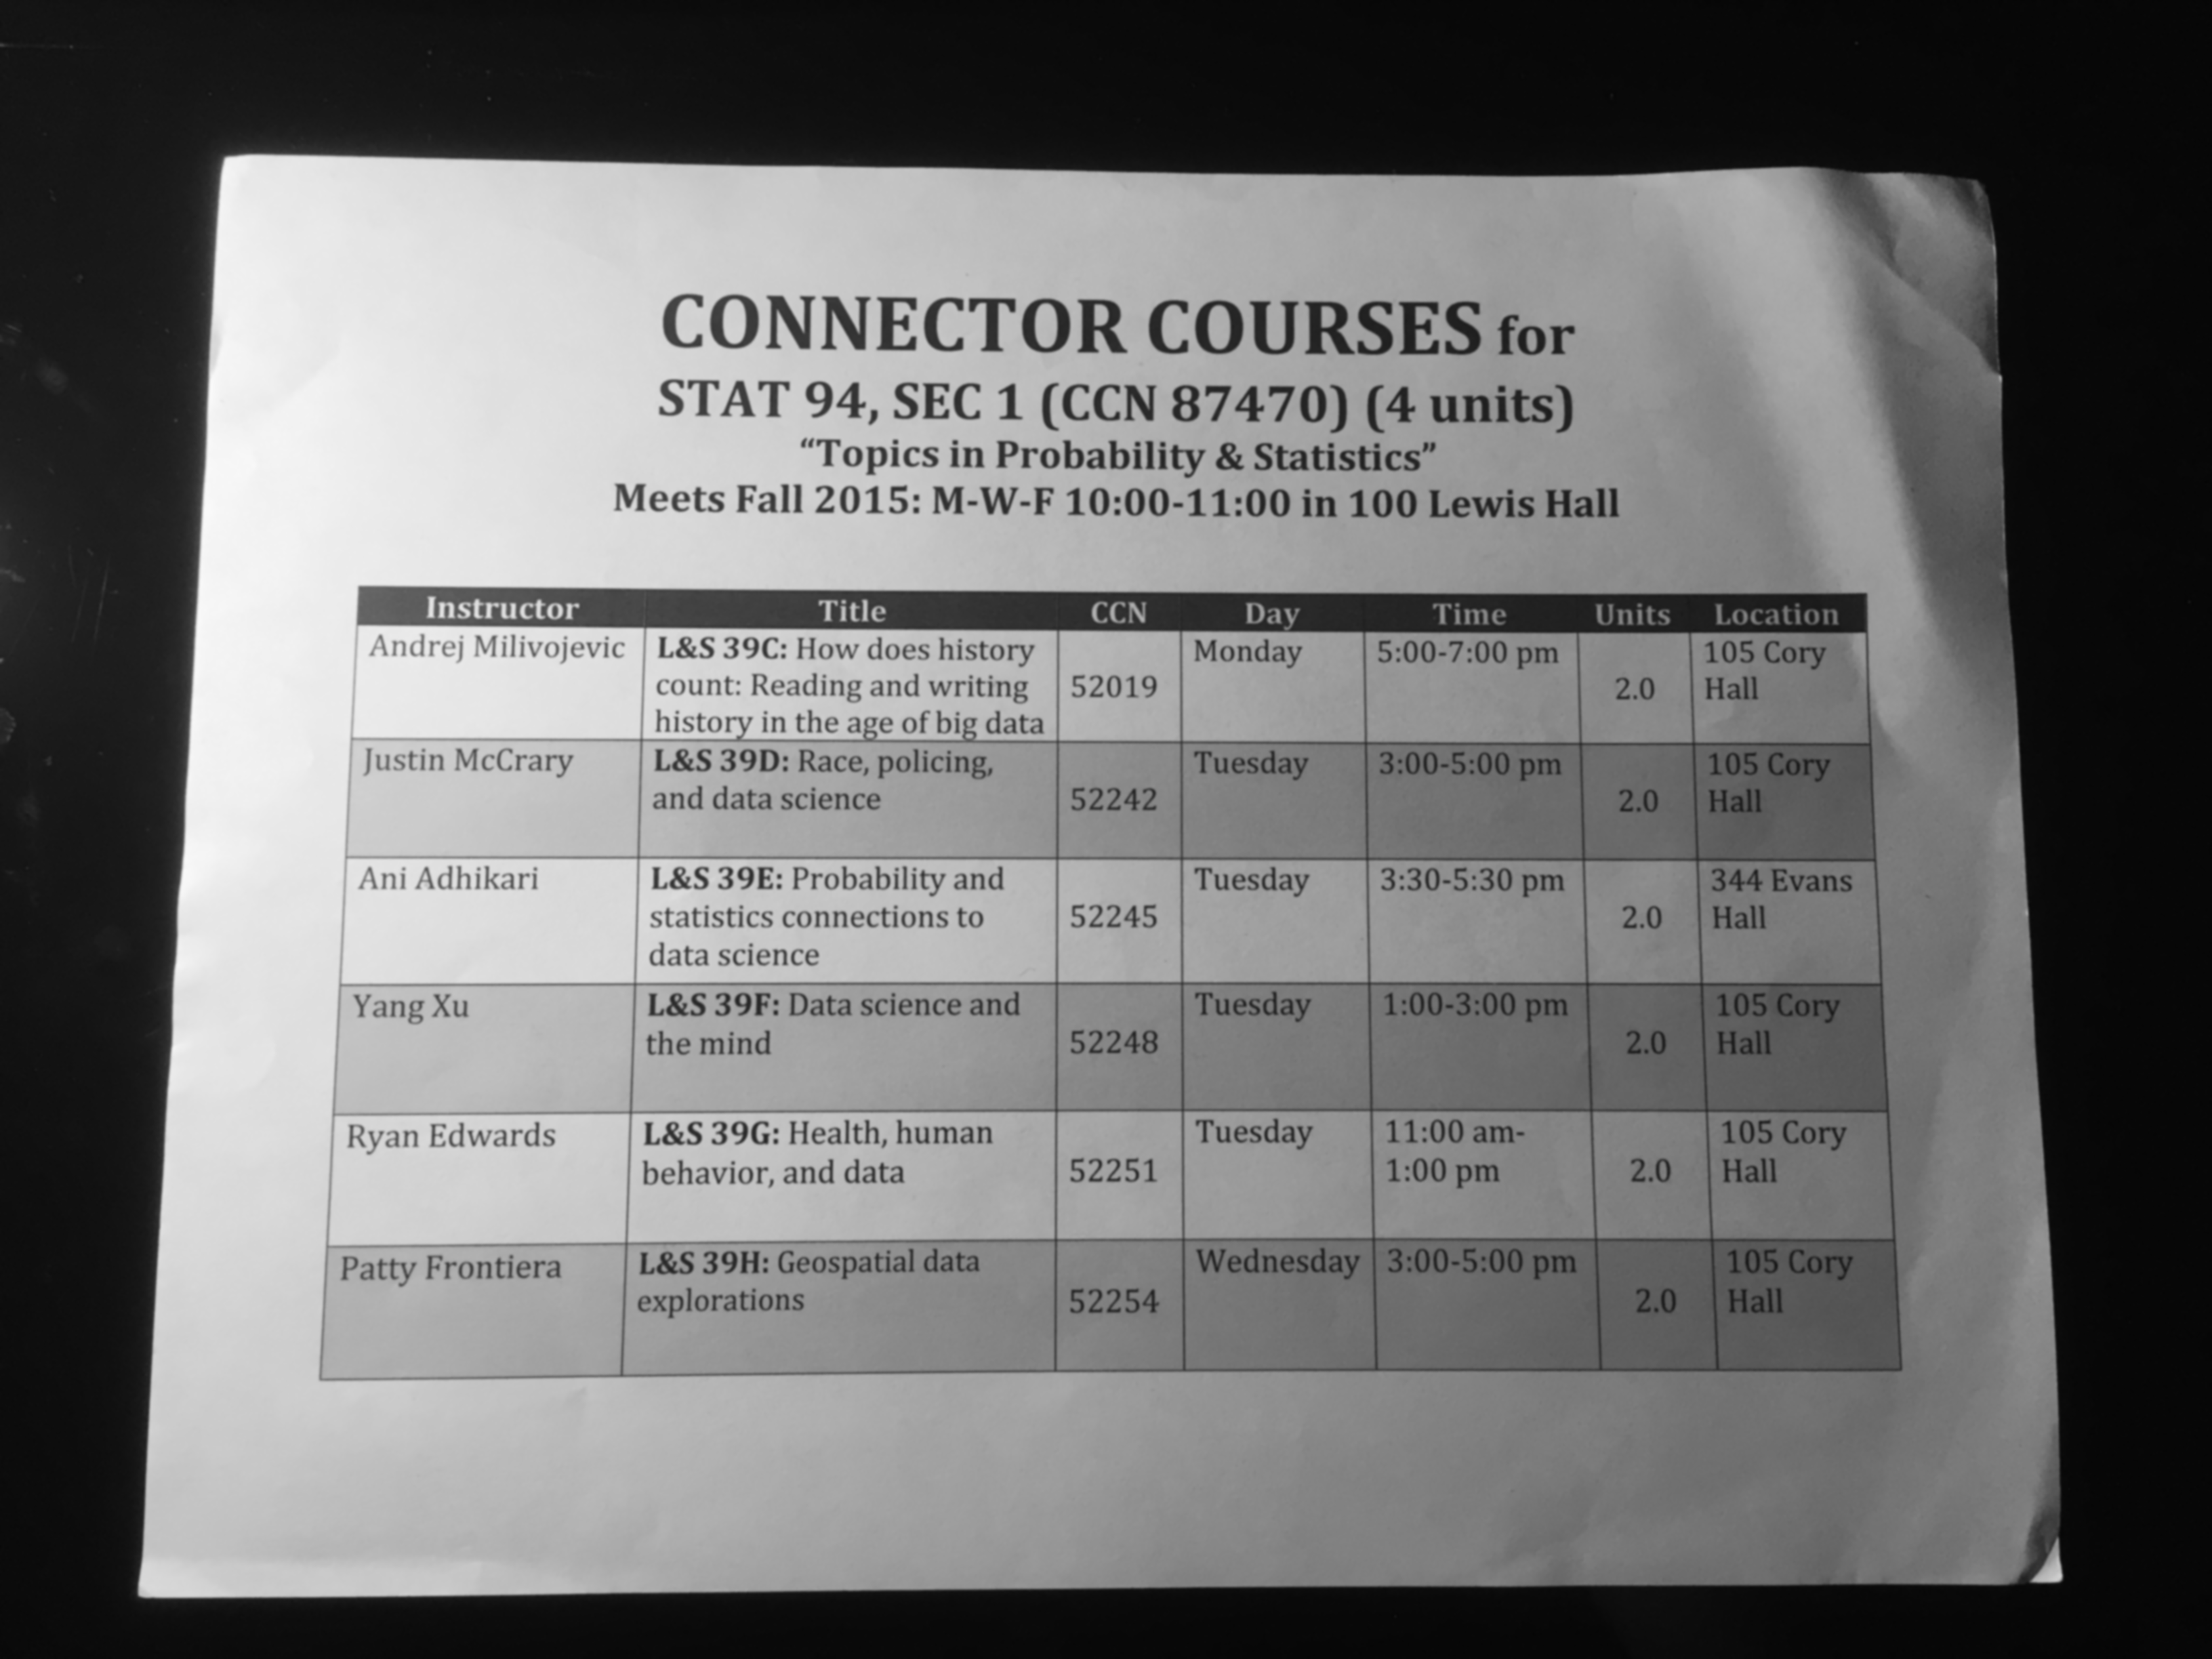 CONNECTOR COURSES for
STAT 94, SEC 1 (CCN 87470) (4 units)
“Topics in Probability & Statistics”
Meets Fall 2015: M-W-F 10:00-11:00 in 100 Lewis Hall
Instructor Title CCN Day Time Units Location
Andrej Milivojevic L&S 39C: How does history Monday 5:00-7:00 pm 105 Cory
count: Reading and writing 52019 2.0 Hall
history in the age of big data
Justin McCrary L&S 39D: Race, policing, Tuesday 3:00-5:00 pm 105 Cory
and data science 52242 2.0 Hall
Ani Adhikari L&S 39E: Probability and Tuesday 3:30-5:30 pm 344 Evans
statistics connections to 52245 2.0 Hall
data science
Yang Xu L&S 39F: Data science and Tuesday 1:00-3:00 pm 105 Cory
the mind 52248 2.0 Hall
Ryan Edwards L&S 39G: Health, human Tuesday 11:00 am- 105 Cory
behavior, and data 52251 1:00 pm 2.0 Hall
Patty Frontiera L&S 39H: Geospatial data Wednesday 3:00-5:00 pm 105 Cory
explorations 52254 2.0 Hall